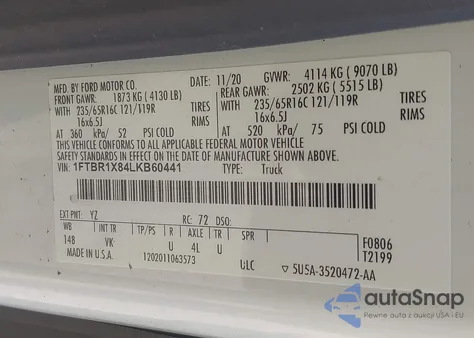 MFD. BY FORD MOTOR CO. DATE: 11/20 GVWR: 4114 KG ( 9070 LB)
FRONT GAWR: 1873 KG ( 4130 LB) REAR GAWR: 2502 KG ( 5515 LB)
WITH 235/65R16C 121/119R TIRES WITH 235/65R16C 121/119R TIRES
16x6.5J RIMS 16x6.5J RIMS
AT 360 kPa/ 52 PSI COLD AT 520 kPa/ 75 PSI COLD
THIS VEHICLE CONFORMS TO ALL APPLICABLE FEDERAL MOTOR VEHICLE
SAFETY STANDARDS IN EFFECT ON THE DATE OF MANUFACTURE SHOWN ABOVE.
VIN: 1FTBR1X84LKB60441 TYPE: Truck
EXT PNT: YZ RC: 72 DSO: F0806
WB INT TR TP/PS R AXLE TR SPR T2199
148 VK U 4L U
MADE IN U.S.A. 1202011063573 ULC 5U5A-3520472-AA
autoSnap
Pewne auto z USA i EU